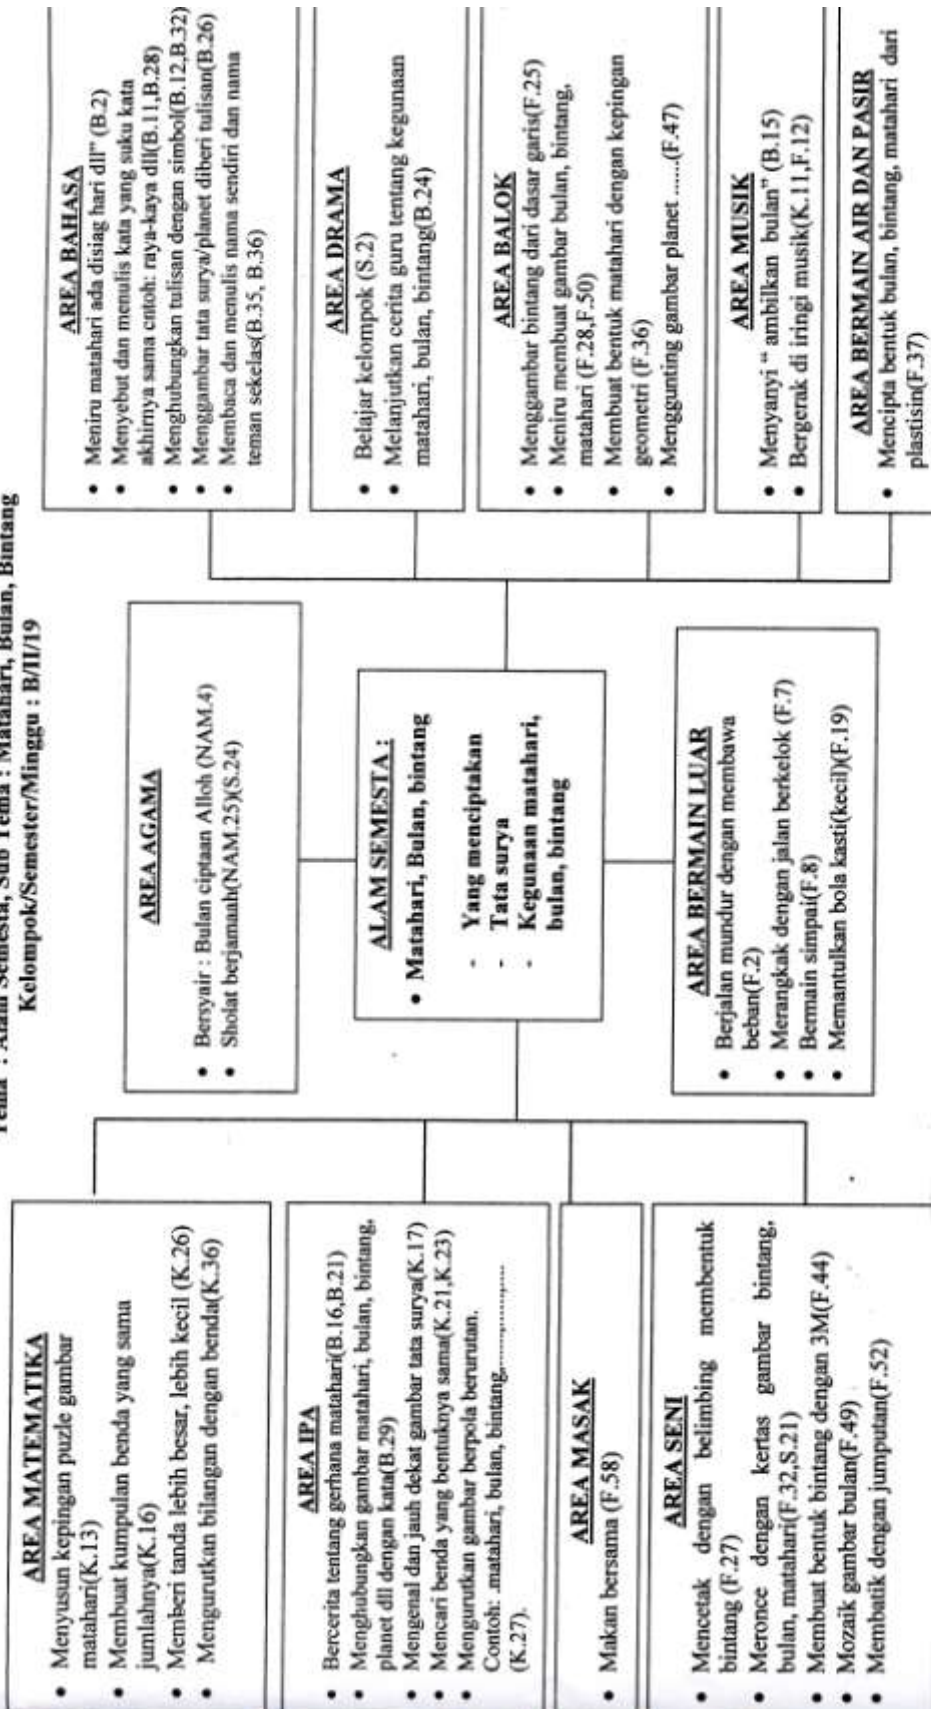 Tema : Alam Semesta, Sub Tema : Matahari, Bulan, Bintang
Kelompok/Semester/Minggu : B/II/19
AREA MATEMATIKA
• Menyusun kepingan puzle gambar
matahari(K.13)
• Membuat kumpulan benda yang sama
jumlahnya(K.16)
• Memberi tanda lebih besar, lebih kecil (K.26)
• Mengurutkan bilangan dengan benda(K.36)
AREA IPA
• Bercerita tentang gerhana matahari(B.16,B.21)
• Menghubungkan gambar matahari, bulan, bintang,
planet dll dengan kata(B.29)
• Mengenal dan jauh dekat gambar tata surya(K.17)
• Mencari benda yang bentuknya sama(K.21,K.23)
• Mengurutkan gambar berpola berurutan.
Contoh: .matahari, bulan, bintang,........,........,....
(K.27).
AREA MASAK
• Makan bersama (F.58)
AREA SENI
• Mencetak dengan belimbing membentuk
bintang (F.27)
• Meronce dengan kertas gambar bintang,
bulan, matahari(F.32,S.21)
• Membuat bentuk bintang dengan 3M(F.44)
• Mozaik gambar bulan(F.49)
• Membatik dengan jumputan(F.52)
AREA AGAMA
• Bersyair : Bulan ciptaan Alloh (NAM.4)
• Sholat berjamaah(NAM.25)(S.24)
ALAM SEMESTA :
• Matahari, Bulan, bintang
- Yang menciptakan
- Tata surya
- Kegunaan matahari,
bulan, bintang
AREA BERMAIN LUAR
• Berjalan mundur dengan membawa
beban(F.2)
• Merangkak dengan jalan berkelok (F.7)
• Bermain simpai(F.8)
• Memantulkan bola kasti(kecil)(F.19)
AREA BAHASA
• Meniru matahari ada disiag hari dll" (B.2)
• Menyebut dan menulis kata yang suku kata
akhirnya sama cntoh: raya-kaya dll(B.11,B.28)
• Menghubungkan tulisan dengan simbol(B.12,B.32)
• Menggambar tata surya/planet diberi tulisan(B.26)
• Membaca dan menulis nama sendiri dan nama
teman sekelas(B.35, B.36)
AREA DRAMA
• Belajar kelompok (S.2)
• Melanjutkan cerita guru tentang kegunaan
matahari, bulan, bintang(B.24)
AREA BALOK
• Menggambar bintang dari dasar garis(F.25)
• Meniru membuat gambar bulan, bintang,
matahari (F.28,F.50)
• Membuat bentuk matahari dengan kepingan
geometri (F.36)
• Menggunting gambar planet ......(F.47)
AREA MUSIK
• Menyanyi “ ambilkan bulan” (B.15)
• Bergerak di iringi musik(K.11,F.12)
AREA BERMAIN AIR DAN PASIR
• Mencipta bentuk bulan, bintang, matahari dari
plastisin(F.37)